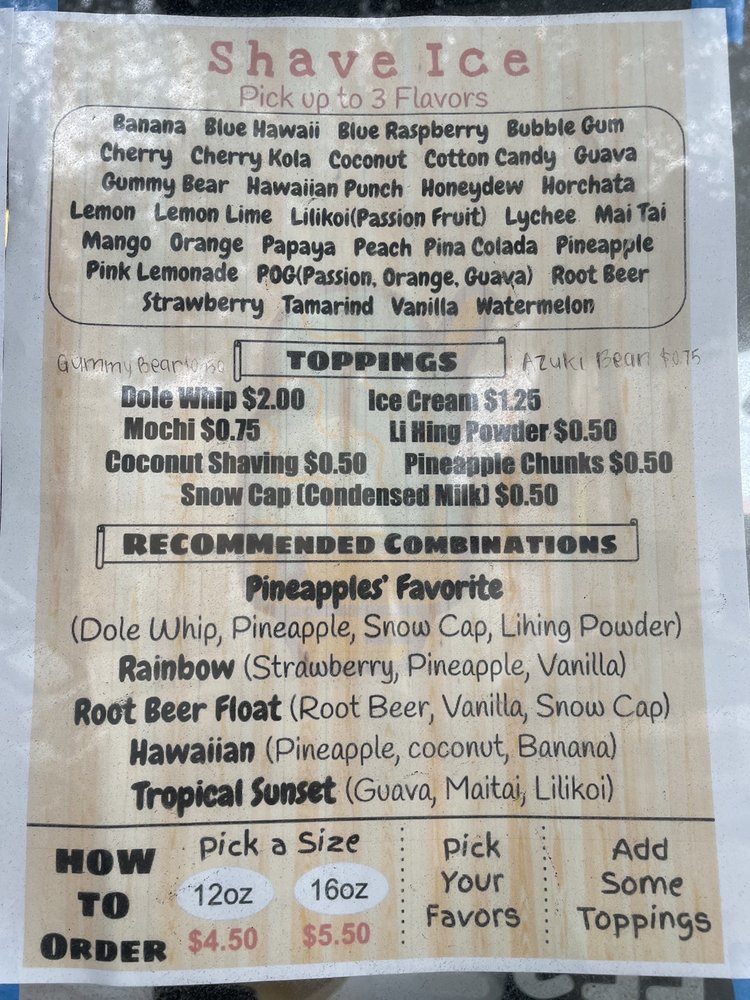 Shave Ice
Pick up to 3 Flavors
Banana Blue Hawaii Blue Raspberry Bubble Gum
Cherry Cherry Kola Coconut Cotton Candy Guava
Gummy Bear Hawaiian Punch Honeydew Horchata
Lemon Lemon Lime Lilikoi(Passion Fruit) Lychee Mai Tai
Mango Orange Papaya Peach Pina Colada Pineapple
Pink Lemonade POG(Passion, Orange, Guava) Root Beer
Strawberry Tamarind Vanilla Watermelon
Gummy Bear TOPPINGS Azuki Bean $0.75
Dole Whip $2.00 Ice Cream $1.25
Mochi $0.75 Li Hing Powder $0.50
Coconut Shaving $0.50 Pineapple Chunks $0.50
Snow Cap (Condensed Milk) $0.50
RECOMMENDED COMBINATIONS
Pineapples' Favorite
(Dole Whip, Pineapple, Snow Cap, Lihing Powder)
Rainbow (Strawberry, Pineapple, Vanilla)
Root Beer Float (Root Beer, Vanilla, Snow Cap)
Hawaiian (Pineapple, coconut, Banana)
Tropical Sunset (Guava, Maitai, Lilikoi)
HOW
TO
ORDER
Pick a Size
12oz 16oz
$4.50 $5.50
Pick
Your
Favors
Add
Some
Toppings